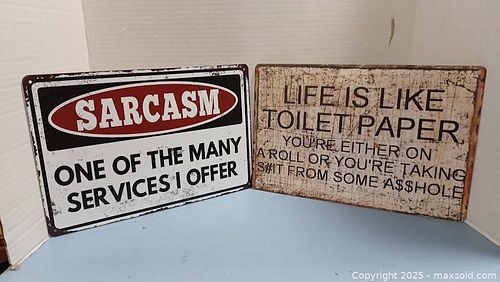 SARCASM
ONE OF THE MANY
SERVICES I OFFER
LIFE IS LIKE
TOILET PAPER
YOU'RE EITHER ON
A ROLL OR YOU'RE TAKING
S#IT FROM SOME A$$HOLE
Copyright 2025 - maxsold.com